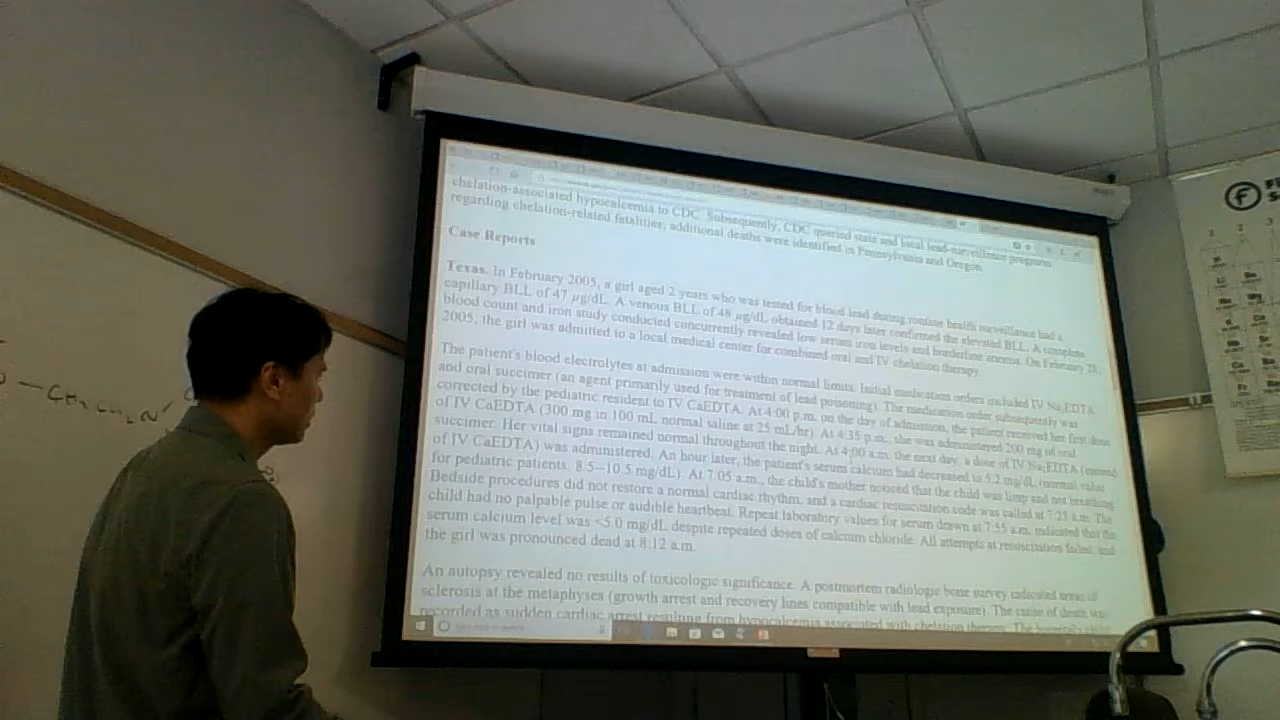 chelation-associated hypocalcemia to CDC. Subsequently, CDC queried state and local lead-surveillance programs
regarding chelation-related fatalities; additional deaths were identified in Pennsylvania and Oregon.
Case Reports
Texas. In February 2005, a girl aged 2 years who was tested for blood lead during routine health surveillance had a
capillary BLL of 47 µg/dL. A venous BLL of 48 µg/dL obtained 12 days later confirmed the elevated BLL. A complete
blood count and iron study conducted concurrently revealed low serum iron levels and borderline anemia. On February 28,
2005, the girl was admitted to a local medical center for combined oral and IV chelation therapy.
The patient's blood electrolytes at admission were within normal limits. Initial medication orders included IV Na₂EDTA
and oral succimer (an agent primarily used for treatment of lead poisoning). The medication order subsequently was
corrected by the pediatric resident to IV CaEDTA. At 4:00 p.m. on the day of admission, the patient received her first dose
of IV CaEDTA (300 mg in 100 mL normal saline at 25 mL/hr). At 4:35 p.m., she was administered 200 mg of oral
succimer. Her vital signs remained normal throughout the night. At 4:00 a.m. the next day, a dose of IV Na₂EDTA (instead
of IV CaEDTA) was administered. An hour later, the patient's serum calcium had decreased to 5.2 mg/dL (normal value
for pediatric patients, 8.5–10.5 mg/dL). At 7:05 a.m., the child's mother noticed that the child was limp and not breathing.
Bedside procedures did not restore a normal cardiac rhythm, and a cardiac resuscitation code was called at 7:25 a.m. The
child had no palpable pulse or audible heartbeat. Repeat laboratory values for serum drawn at 7:55 a.m. indicated that the
serum calcium level was <5.0 mg/dL despite repeated doses of calcium chloride. All attempts at resuscitation failed, and
the girl was pronounced dead at 8:12 a.m.
An autopsy revealed no results of toxicologic significance. A postmortem radiologic bone survey indicated areas of
sclerosis at the metaphyses (growth arrest and recovery lines compatible with lead exposure). The cause of death was
recorded as sudden cardiac arrest resulting from hypocalcemia associated with chelation therapy. The hospital's